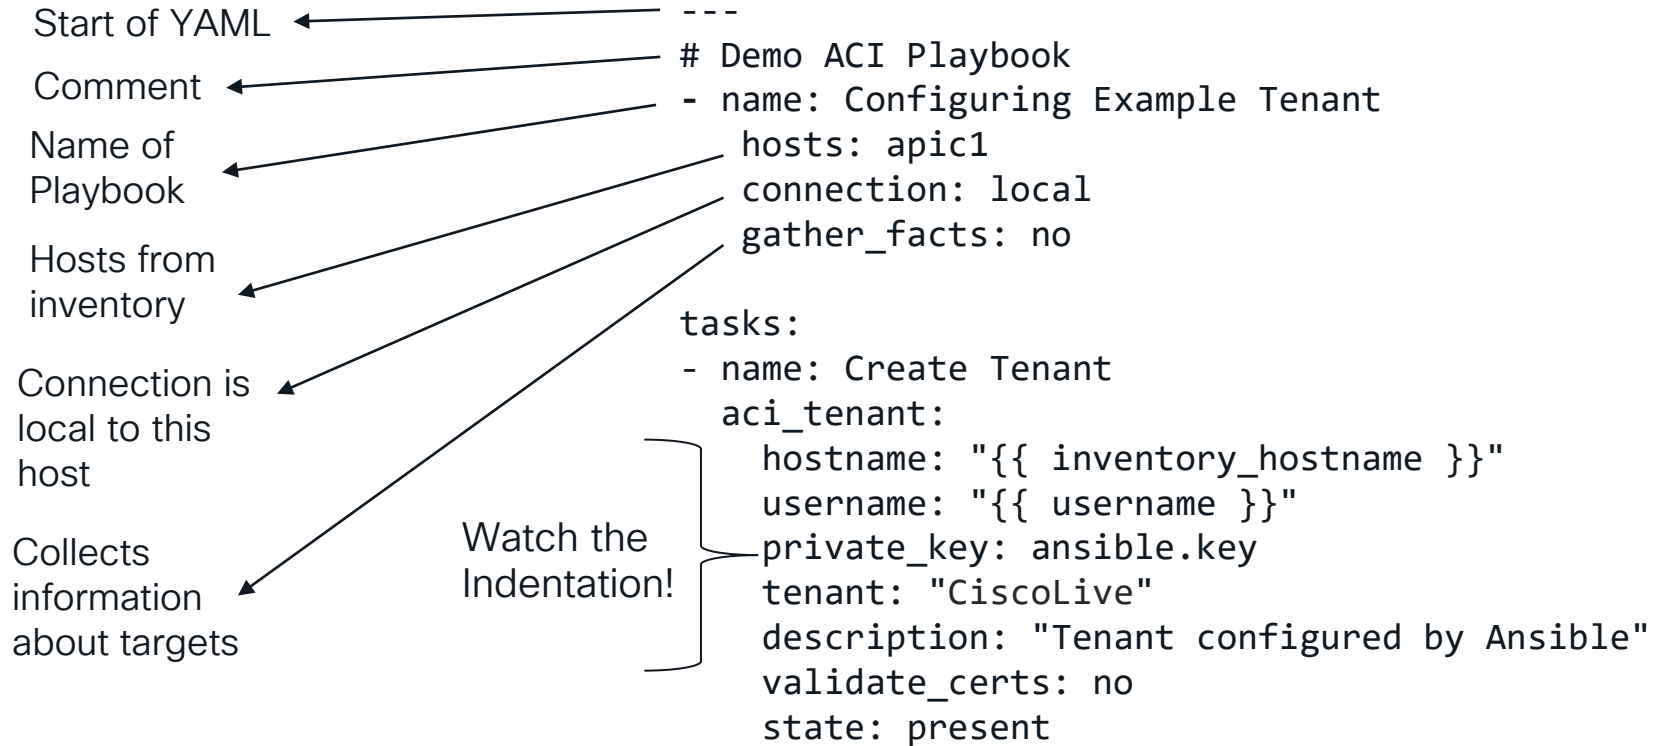 Start of YAML
Comment
Name of
Playbook
Hosts from
inventory
Connection is
local to this
host
Collects
information
about targets
Watch the
Indentation!
---
# Demo ACI Playbook
- name: Configuring Example Tenant
   hosts: apic1
   connection: local
   gather_facts: no

tasks:
- name: Create Tenant
  aci_tenant:
    hostname: "{{ inventory_hostname }}"
    username: "{{ username }}"
    private_key: ansible.key
    tenant: "CiscoLive"
    description: "Tenant configured by Ansible"
    validate_certs: no
    state: present